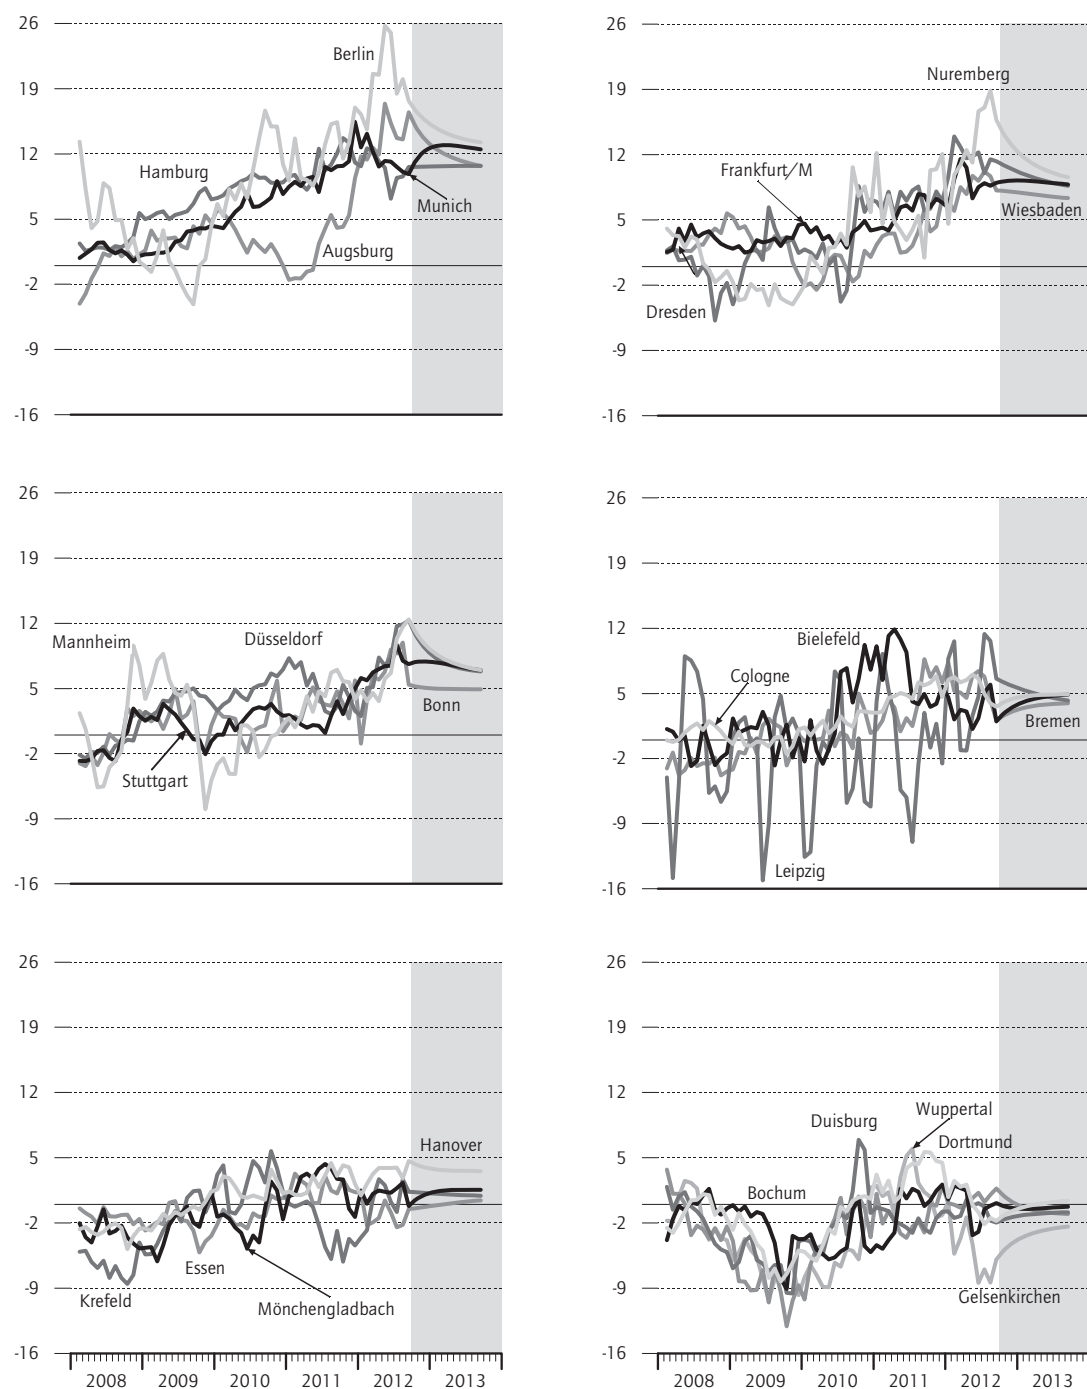 26
19
12
5
-2
-9
-16
Berlin
Hamburg
Munich
Augsburg
26
19
12
5
-2
-9
-16
Nuremberg
Frankfurt/M
Wiesbaden
Dresden
26
19
12
5
-2
-9
-16
Mannheim
Düsseldorf
Bonn
Stuttgart
26
19
12
5
-2
-9
-16
Bielefeld
Cologne
Bremen
Leipzig
26
19
12
5
-2
-9
-16
Hanover
Essen
Krefeld
Mönchengladbach
2008 2009 2010 2011 2012 2013
26
19
12
5
-2
-9
-16
Wuppertal
Duisburg
Dortmund
Bochum
Gelsenkirchen
2008 2009 2010 2011 2012 2013